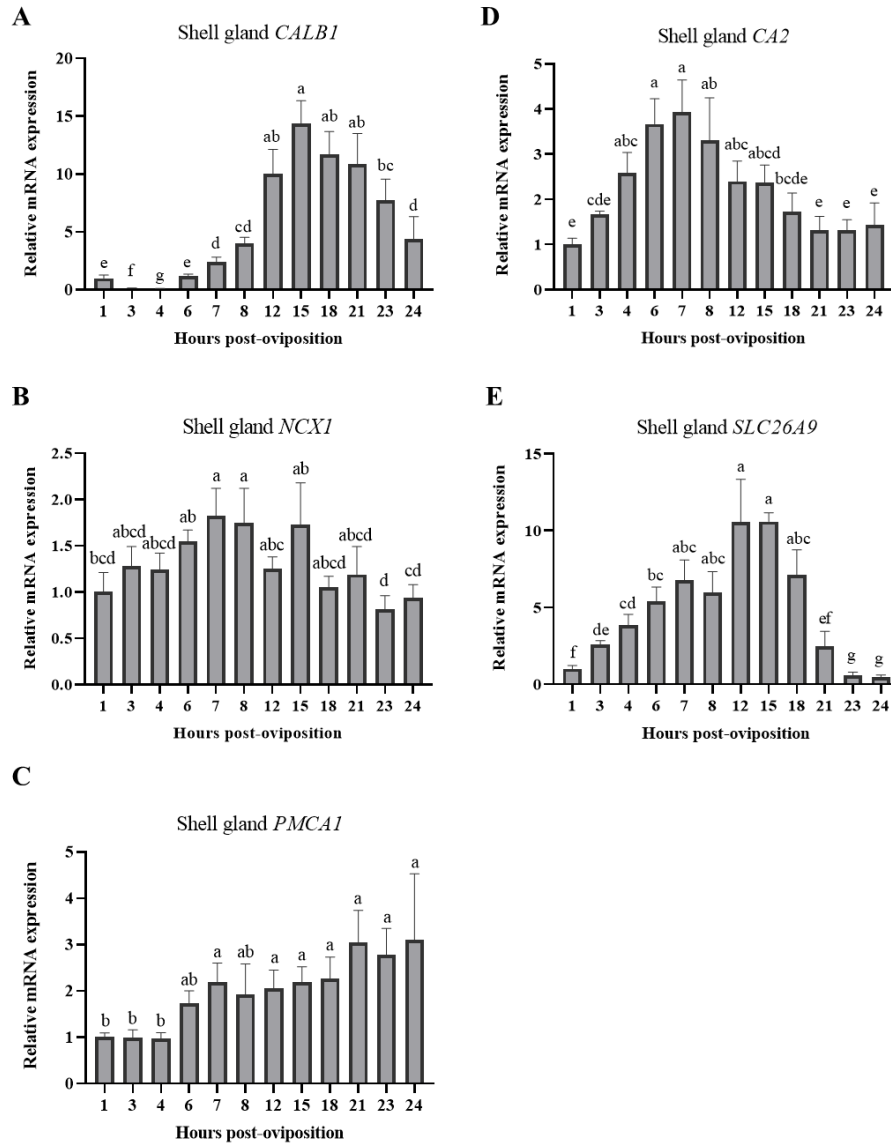 A
Shell gland CALB1
Relative mRNA expression
20
15
10
5
0
e
f
g
e
d
cd
ab
a
ab
ab
bc
d
1 3 4 6 7 8 12 15 18 21 23 24
Hours post-oviposition
B
Shell gland NCX1
Relative mRNA expression
2.5
2.0
1.5
1.0
0.5
0.0
bcd
abcd
abcd
ab
a
a
abc
ab
abcd
abcd
d
cd
1 3 4 6 7 8 12 15 18 21 23 24
Hours post-oviposition
C
Shell gland PMCA1
Relative mRNA expression
5
4
3
2
1
0
b
b
b
ab
a
ab
a
a
a
a
a
a
1 3 4 6 7 8 12 15 18 21 23 24
Hours post-oviposition
D
Shell gland CA2
Relative mRNA expression
5
4
3
2
1
0
e
cde
abc
a
a
ab
abc
abcd
bcde
e
e
e
1 3 4 6 7 8 12 15 18 21 23 24
Hours post-oviposition
E
Shell gland SLC26A9
Relative mRNA expression
15
10
5
0
f
de
cd
bc
abc
abc
a
a
abc
ef
g
g
1 3 4 6 7 8 12 15 18 21 23 24
Hours post-oviposition